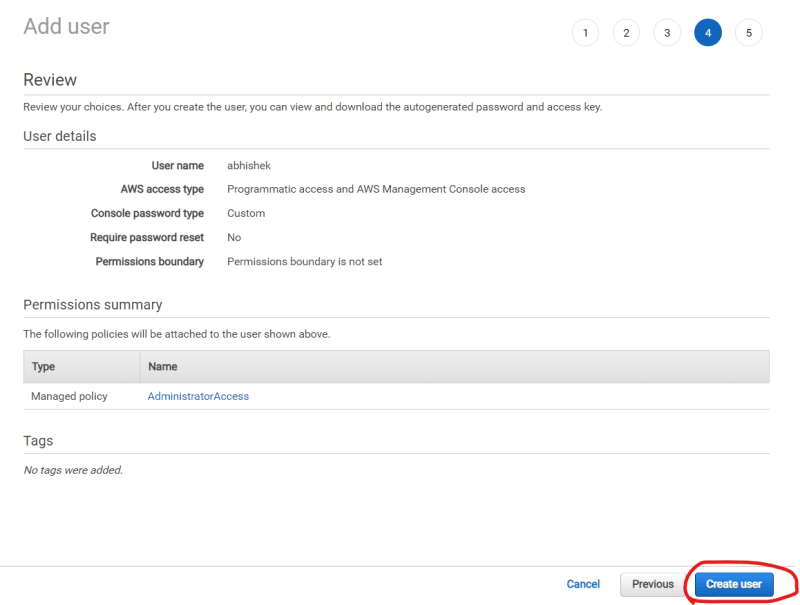 Add user
1 2 3 4 5
Review
Review your choices. After you create the user, you can view and download the autogenerated password and access key.
User details
User name abhishek
AWS access type Programmatic access and AWS Management Console access
Console password type Custom
Require password reset No
Permissions boundary Permissions boundary is not set
Permissions summary
The following policies will be attached to the user shown above.
Type Name
Managed policy AdministratorAccess
Tags
No tags were added.
Cancel Previous Create user